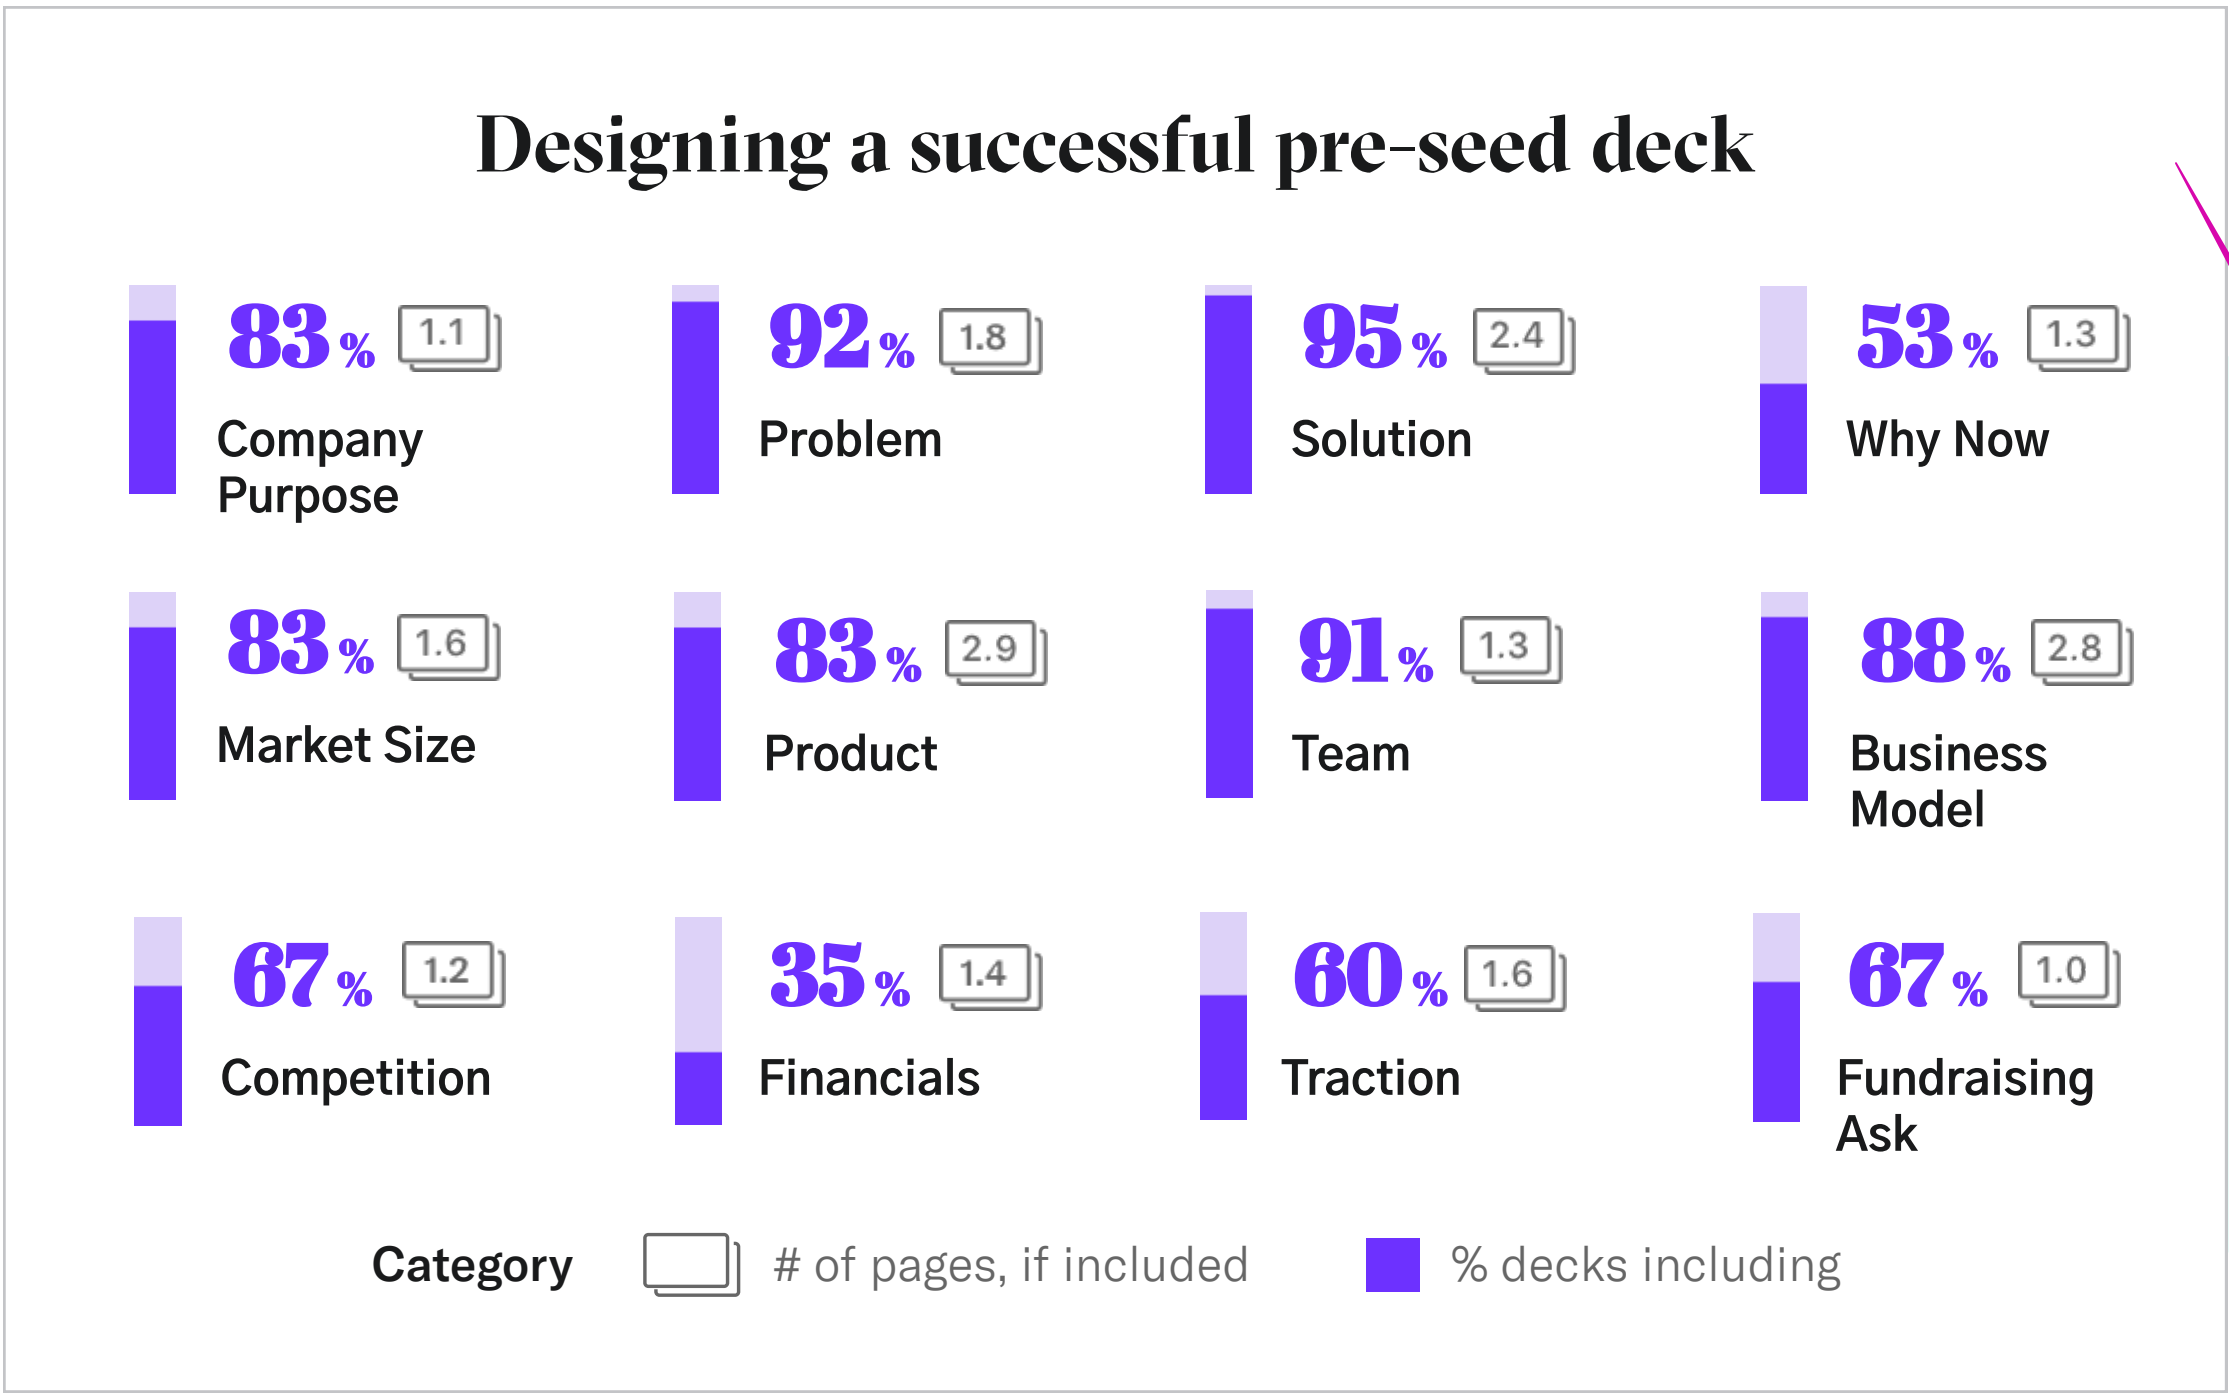 Designing a successful pre-seed deck
83% 1.1
Company
Purpose
92% 1.8
Problem
95% 2.4
Solution
53% 1.3
Why Now
83% 1.6
Market Size
83% 2.9
Product
91% 1.3
Team
88% 2.8
Business
Model
67% 1.2
Competition
35% 1.4
Financials
60% 1.6
Traction
67% 1.0
Fundraising
Ask
Category # of pages, if included % decks including